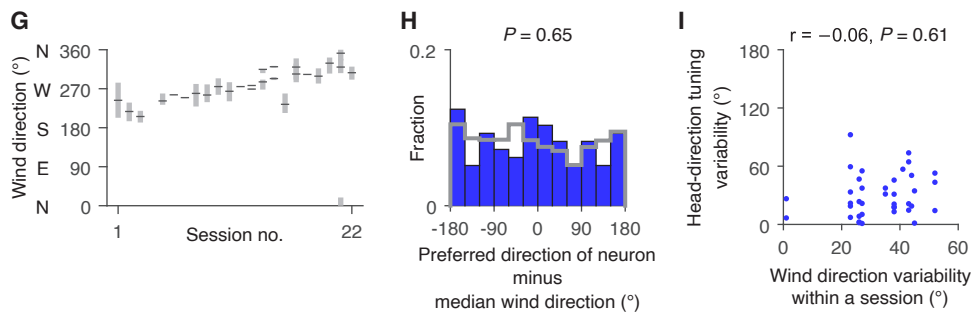 G
Wind direction (°)
N 360
W 270
S 180
E 90
N 0
1
22
Session no.
H
P = 0.65
Fraction
0.2
0
-180 -90 0 90 180
Preferred direction of neuron
minus
median wind direction (°)
I
r = −0.06, P = 0.61
Head-direction tuning
variability (°)
180
120
60
0
0 20 40 60
Wind direction variability
within a session (°)